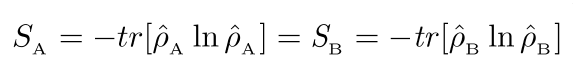 S_A = −tr[ρ̂_A ln ρ̂_A] = S_B = −tr[ρ̂_B ln ρ̂_B]